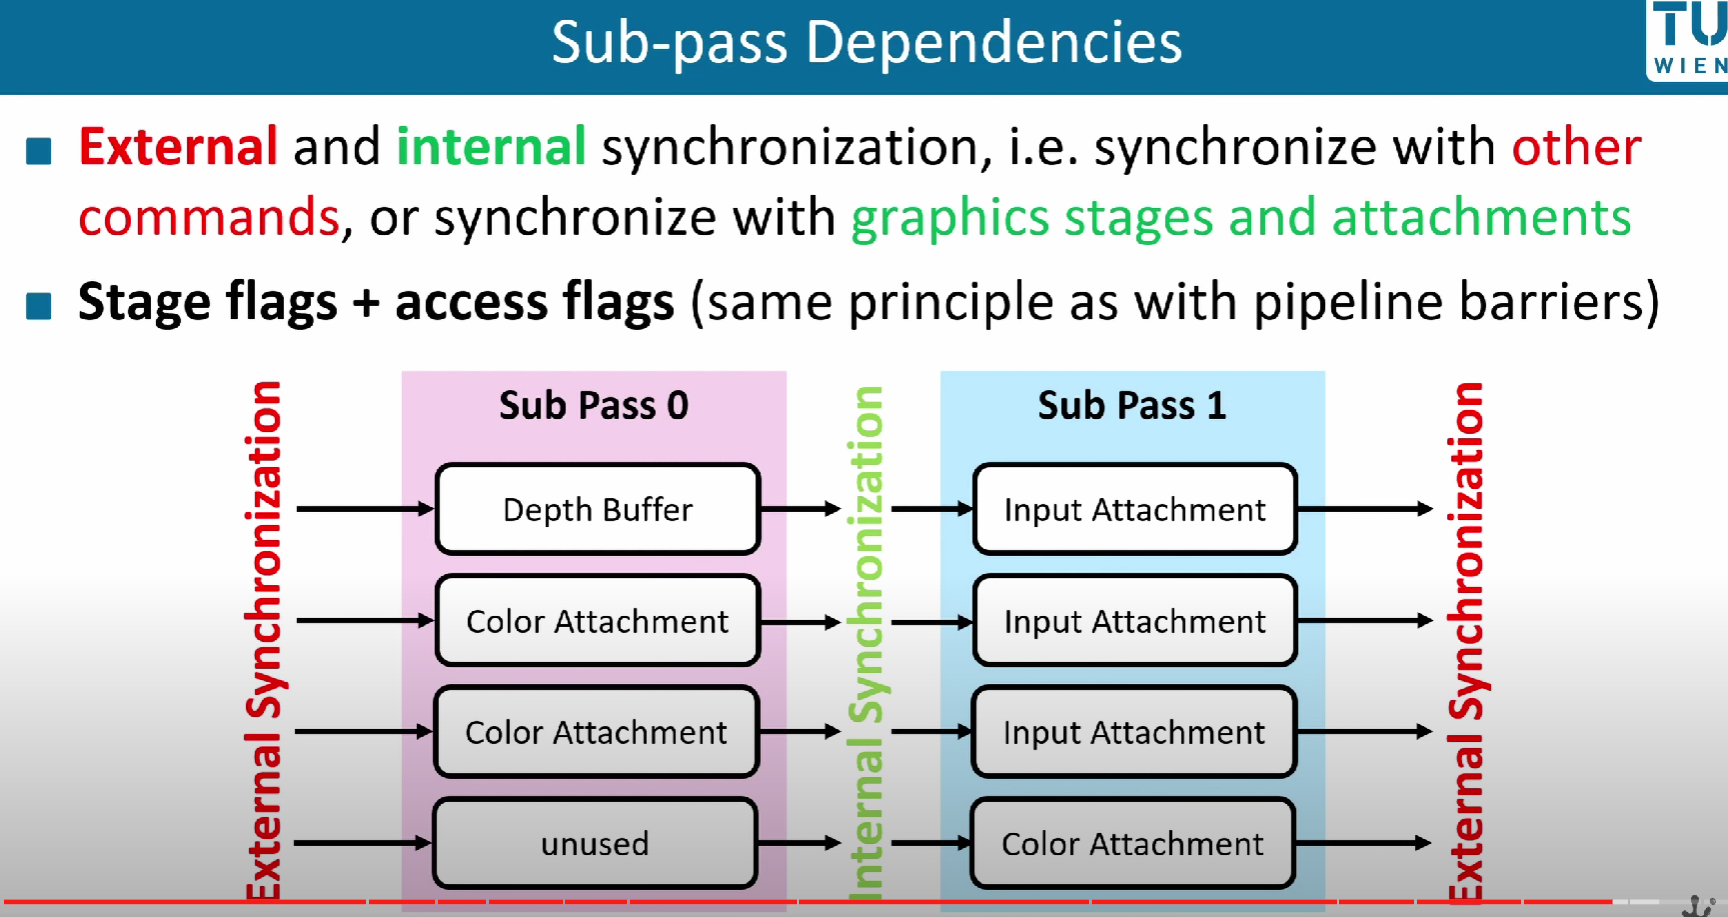 Sub-pass Dependencies
TU
WIEN
External and internal synchronization, i.e. synchronize with other
commands, or synchronize with graphics stages and attachments
Stage flags + access flags (same principle as with pipeline barriers)
External Synchronization
Sub Pass 0
Depth Buffer
Color Attachment
Color Attachment
unused
Internal Synchronization
Sub Pass 1
Input Attachment
Input Attachment
Input Attachment
Color Attachment
External Synchronization